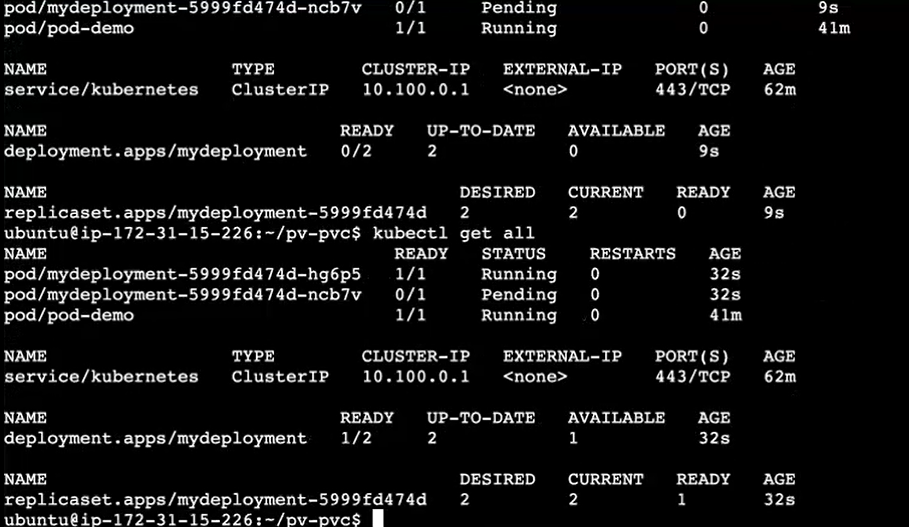 pod/mydeployment-5999fd474d-ncb7v 0/1 Pending 0 9s
pod/pod-demo 1/1 Running 0 41m
NAME TYPE CLUSTER-IP EXTERNAL-IP PORT(S) AGE
service/kubernetes ClusterIP 10.100.0.1 <none> 443/TCP 62m
NAME READY UP-TO-DATE AVAILABLE AGE
deployment.apps/mydeployment 0/2 2 0 9s
NAME DESIRED CURRENT READY AGE
replicaset.apps/mydeployment-5999fd474d 2 2 0 9s
ubuntu@ip-172-31-15-226:~/pv-pvc$ kubectl get all
NAME READY STATUS RESTARTS AGE
pod/mydeployment-5999fd474d-hg6p5 1/1 Running 0 32s
pod/mydeployment-5999fd474d-ncb7v 0/1 Pending 0 32s
pod/pod-demo 1/1 Running 0 41m
NAME TYPE CLUSTER-IP EXTERNAL-IP PORT(S) AGE
service/kubernetes ClusterIP 10.100.0.1 <none> 443/TCP 62m
NAME READY UP-TO-DATE AVAILABLE AGE
deployment.apps/mydeployment 1/2 2 1 32s
NAME DESIRED CURRENT READY AGE
replicaset.apps/mydeployment-5999fd474d 2 2 1 32s
ubuntu@ip-172-31-15-226:~/pv-pvc$